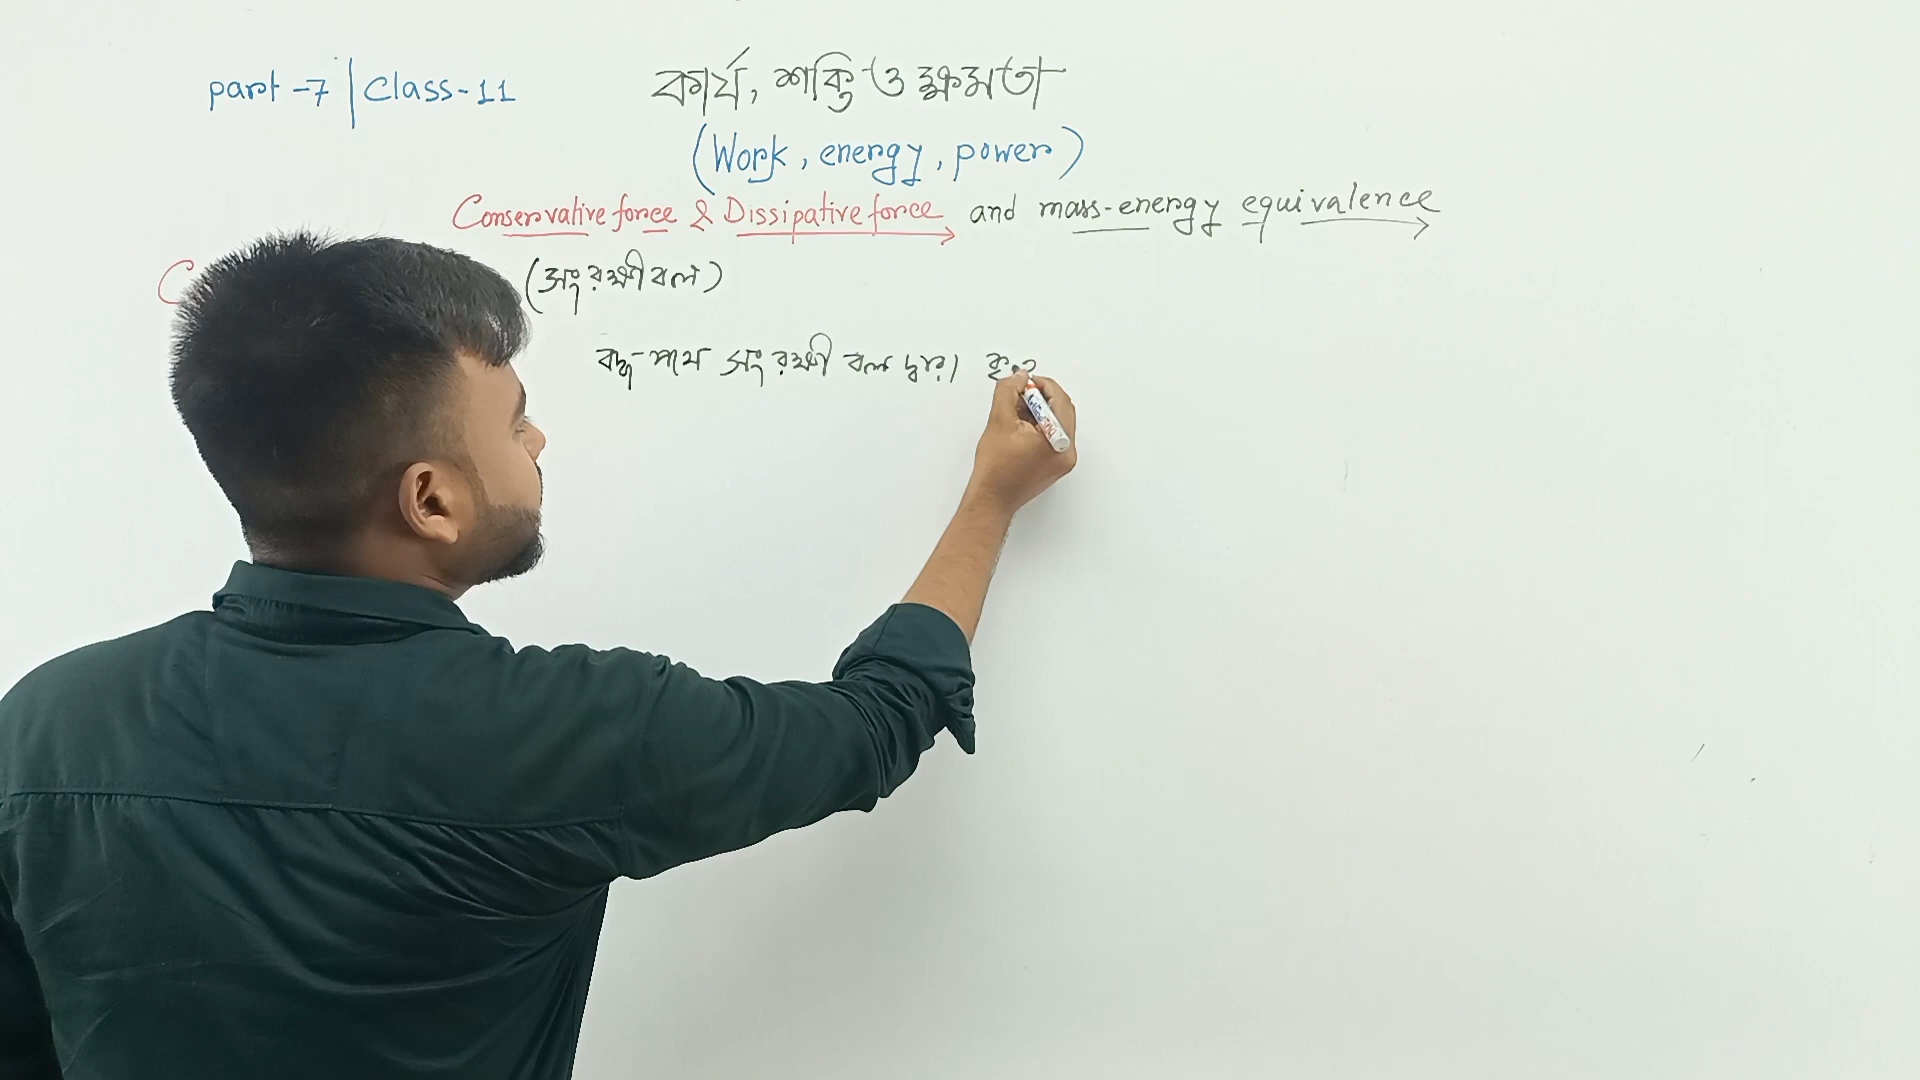 part -7 | Class-11
কার্য, শক্তি ও ক্ষমতা
(Work, energy, power)
Conservative force & Dissipative force and mass-energy equivalence
(সংরক্ষী বল)
বদ্ধ পথে সংরক্ষী বল দ্বারা কৃত